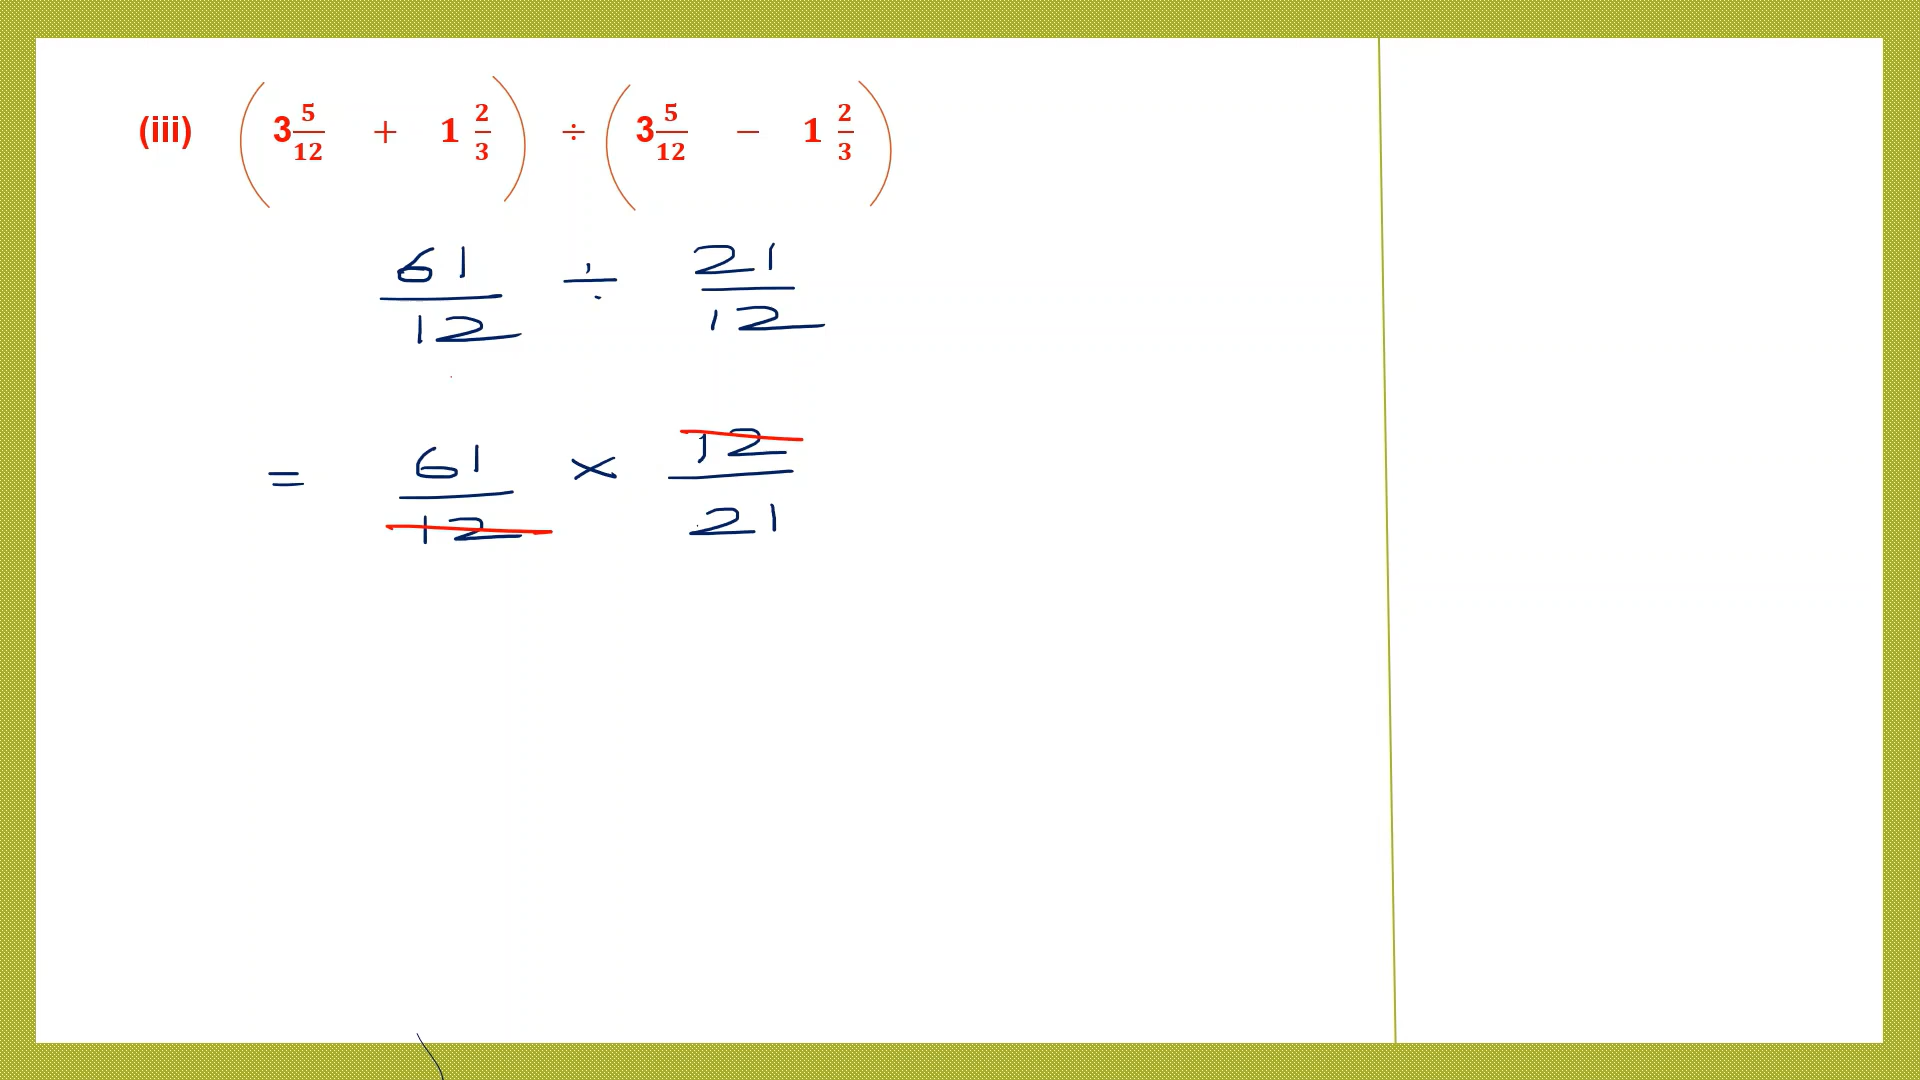 (iii) (3 5/12 + 1 2/3) ÷ (3 5/12 − 1 2/3)
61/12 ÷ 21/12
= 61/12 × 12/21